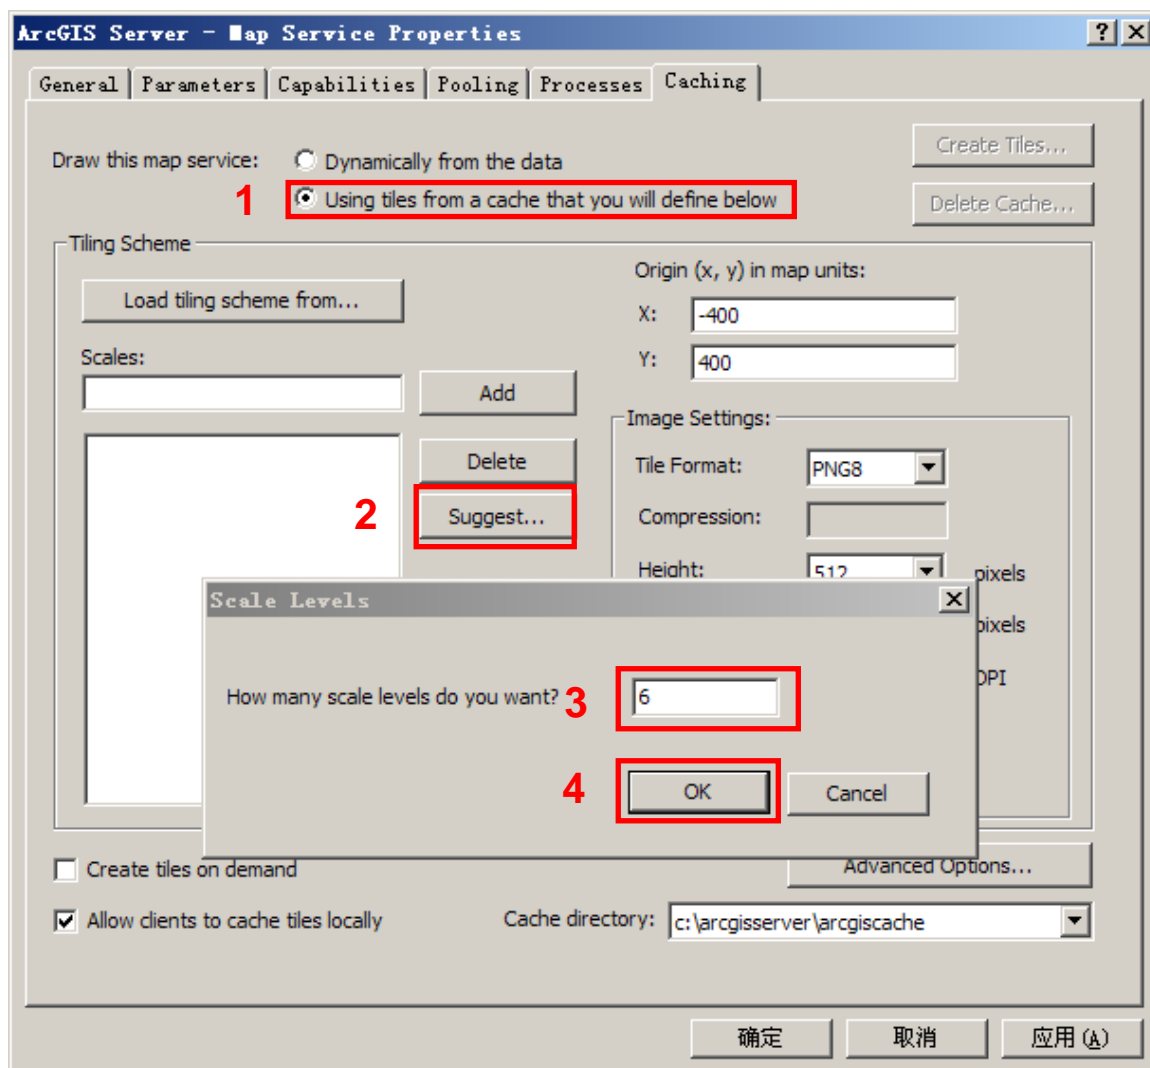 ArcGIS Server - Map Service Properties
General Parameters Capabilities Pooling Processes Caching
Draw this map service:
Dynamically from the data
Create Tiles...
1
Using tiles from a cache that you will define below
Delete Cache...
Tiling Scheme
Load tiling scheme from...
Origin (x, y) in map units:
X: -400
Y: 400
Scales:
Add
Delete
2
Suggest...
Image Settings:
Tile Format: PNG8
Compression:
Height: 512 pixels
pixels
DPI
Scale Levels
How many scale levels do you want? 3 6
4
OK Cancel
Create tiles on demand
Advanced Options...
Allow clients to cache tiles locally
Cache directory: c:\arcgisserver\arcgiscache
确定 取消 应用(A)